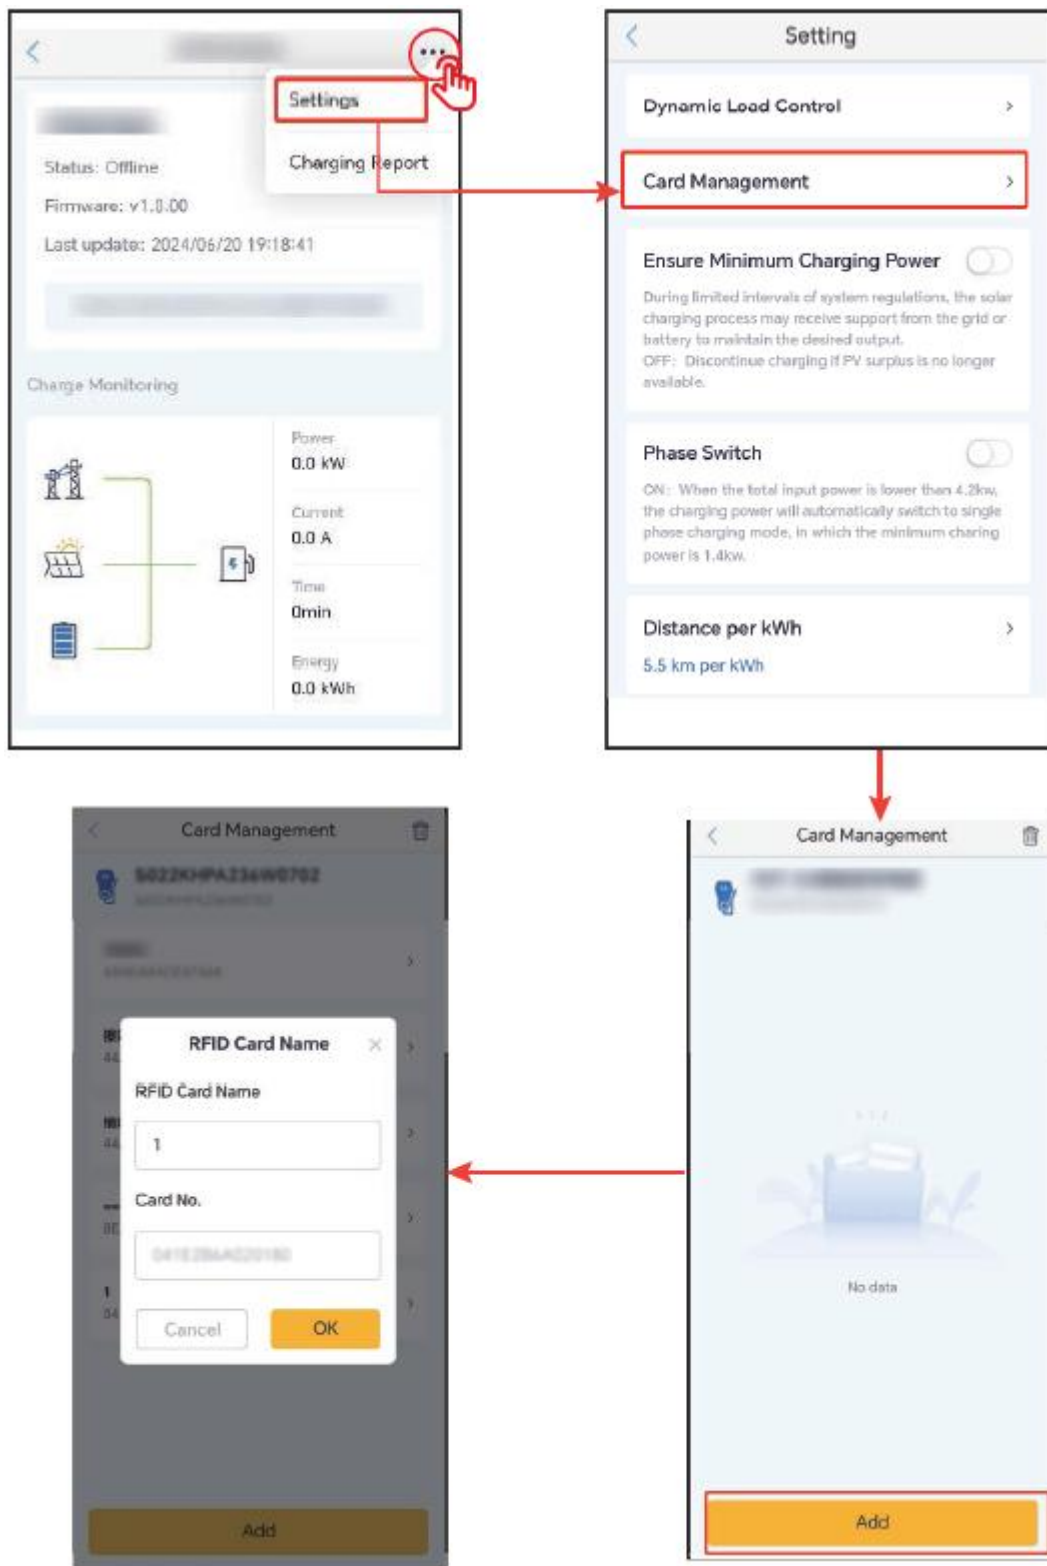 Settings
Charging Report
Status: Offline
Firmware: v1.0.00
Last update: 2024/06/20 19:18:41
Charge Monitoring
Power
0.0 kW
Current
0.0 A
Time
0min
Energy
0.0 kWh
Setting
Dynamic Load Control
Card Management
Ensure Minimum Charging Power
During limited intervals of system regulations, the solar
charging process may receive support from the grid or
battery to maintain the desired output.
OFF: Discontinue charging if PV surplus is no longer
available.
Phase Switch
ON: When the total input power is lower than 4.2kw,
the charging power will automatically switch to single
phase charging mode, in which the minimum charing
power is 1.4kw.
Distance per kWh
5.5 km per kWh
Card Management
No data
Add
Card Management
RFID Card Name
RFID Card Name
1
Card No.
Cancel
OK
1
Add